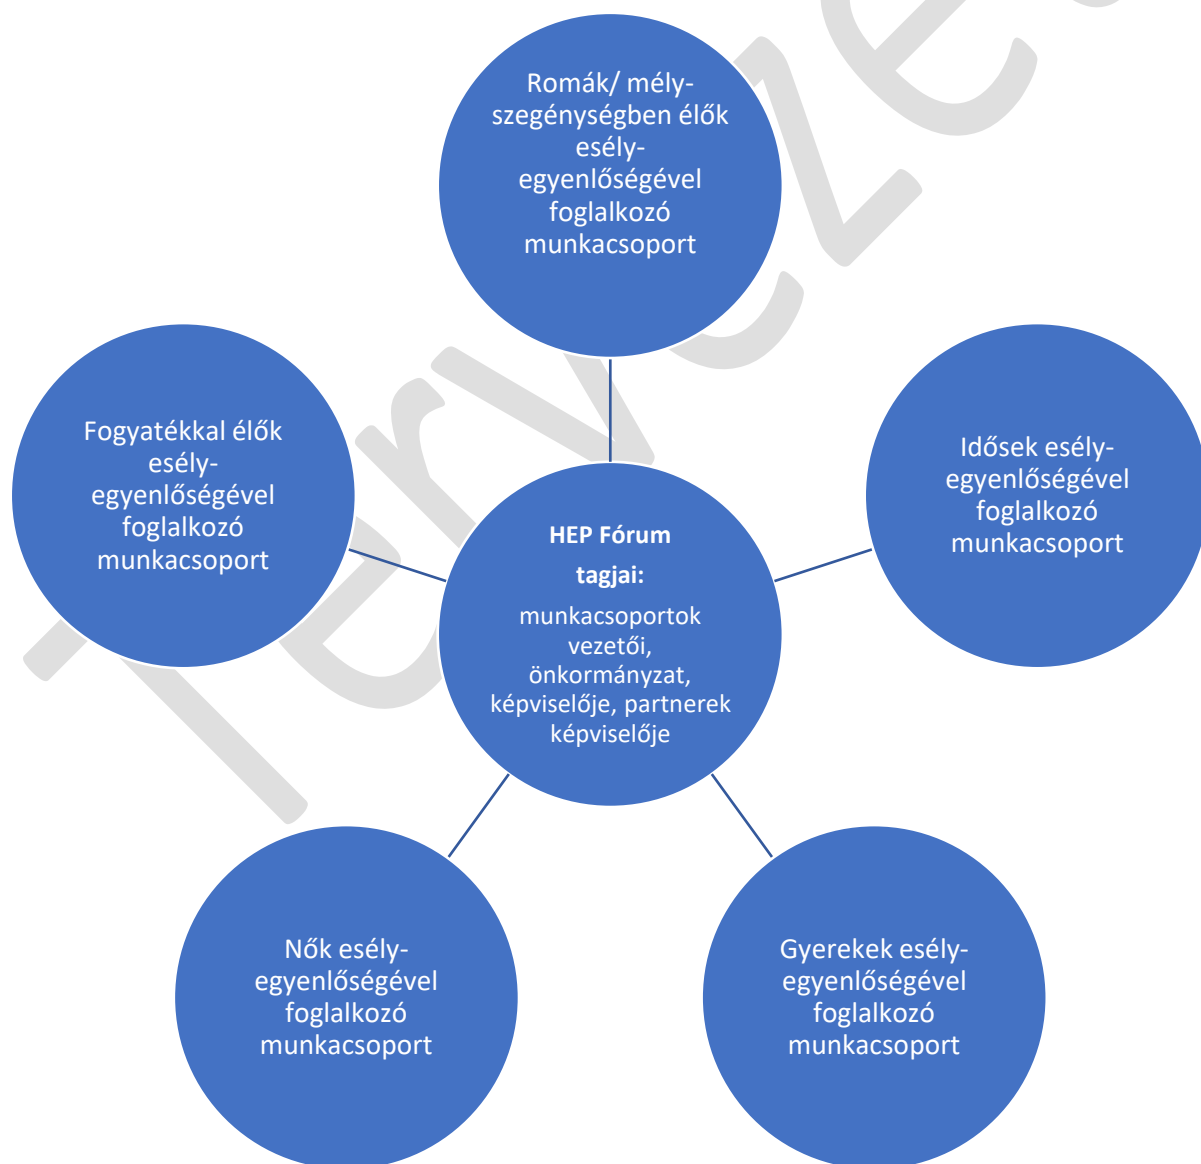 Romák/ mély-
szegénységben élők
esély-
egyenlőségével
foglalkozó
munkacsoport
Fogyatékkal élők
esély-
egyenlőségével
foglalkozó
munkacsoport
Idősek esély-
egyenlőségével
foglalkozó
munkacsoport
HEP Fórum
tagjai:
munkacsoportok
vezetői,
önkormányzat,
képviselője, partnerek
képviselője
Nők esély-
egyenlőségével
foglalkozó
munkacsoport
Gyerekek esély-
egyenlőségével
foglalkozó
munkacsoport